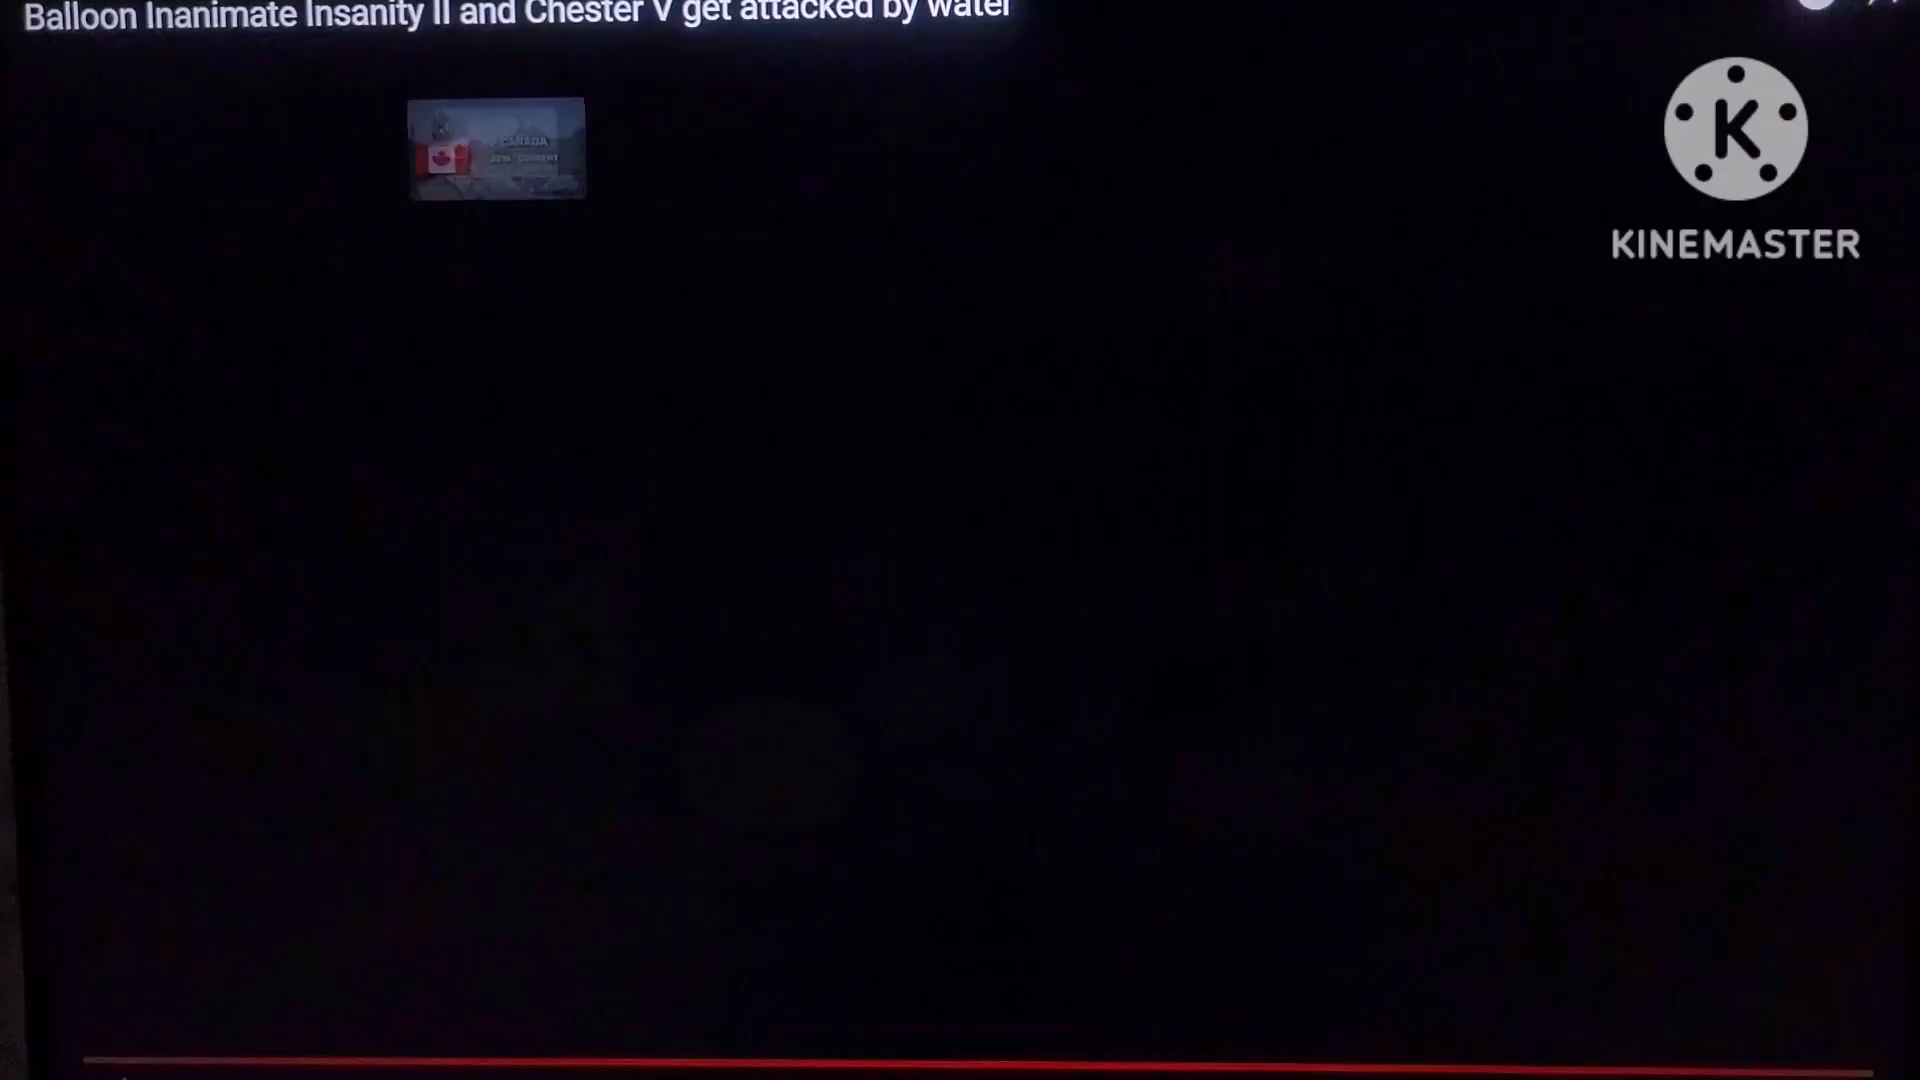 Balloon Inanimate Insanity II and Chester V get attacked by water
CANADA
K
KINEMASTER